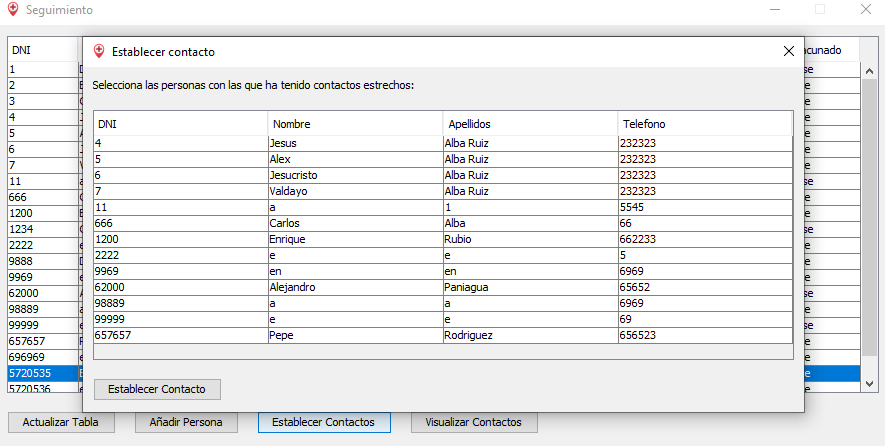 Seguimiento
DNI
acunado
1
se
2
e
3
e
4
e
5
e
6
e
7
e
11
se
666
e
1200
e
1234
se
2222
e
9888
e
9969
e
62000
se
98889
e
99999
se
657657
e
696969
e
5720535
e
5720536
e
Establecer contacto
Selecciona las personas con las que ha tenido contactos estrechos:
DNI Nombre Apellidos Telefono
4 Jesus Alba Ruiz 232323
5 Alex Alba Ruiz 232323
6 Jesucristo Alba Ruiz 232323
7 Valdayo Alba Ruiz 232323
11 a 1 5545
666 Carlos Alba 66
1200 Enrique Rubio 662233
2222 e e 5
9969 en en 6969
62000 Alejandro Paniagua 65652
98889 a a 6969
99999 e e 69
657657 Pepe Rodriguez 656523
Establecer Contacto
Actualizar Tabla Añadir Persona Establecer Contactos Visualizar Contactos